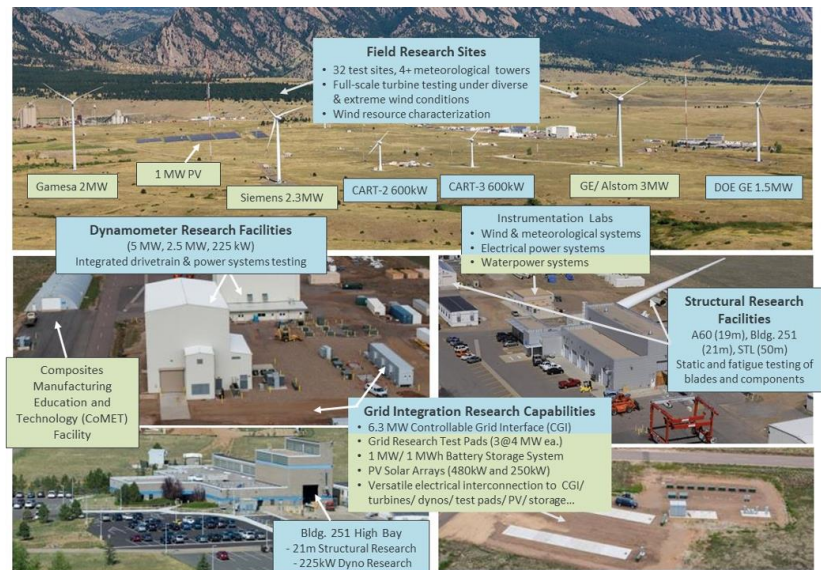 Field Research Sites
• 32 test sites, 4+ meteorological towers
• Full-scale turbine testing under diverse
& extreme wind conditions
• Wind resource characterization
Gamesa 2MW
1 MW PV
Siemens 2.3MW
CART-2 600kW
CART-3 600kW
GE/ Alstom 3MW
DOE GE 1.5MW
Dynamometer Research Facilities
(5 MW, 2.5 MW, 225 kW)
Integrated drivetrain & power systems testing
Instrumentation Labs
• Wind & meteorological systems
• Electrical power systems
• Waterpower systems
Structural Research
Facilities
A60 (19m), Bldg. 251
(21m), STL (50m)
Static and fatigue testing of
blades and components
Composites
Manufacturing
Education and
Technology (CoMET)
Facility
Grid Integration Research Capabilities
• 6.3 MW Controllable Grid Interface (CGI)
• Grid Research Test Pads (3@4 MW ea.)
• 1 MW/ 1 MWh Battery Storage System
• PV Solar Arrays (480kW and 250kW)
• Versatile electrical interconnection to CGI/
turbines/ dynos/ test pads/ PV/ storage...
Bldg. 251 High Bay
- 21m Structural Research
- 225kW Dyno Research